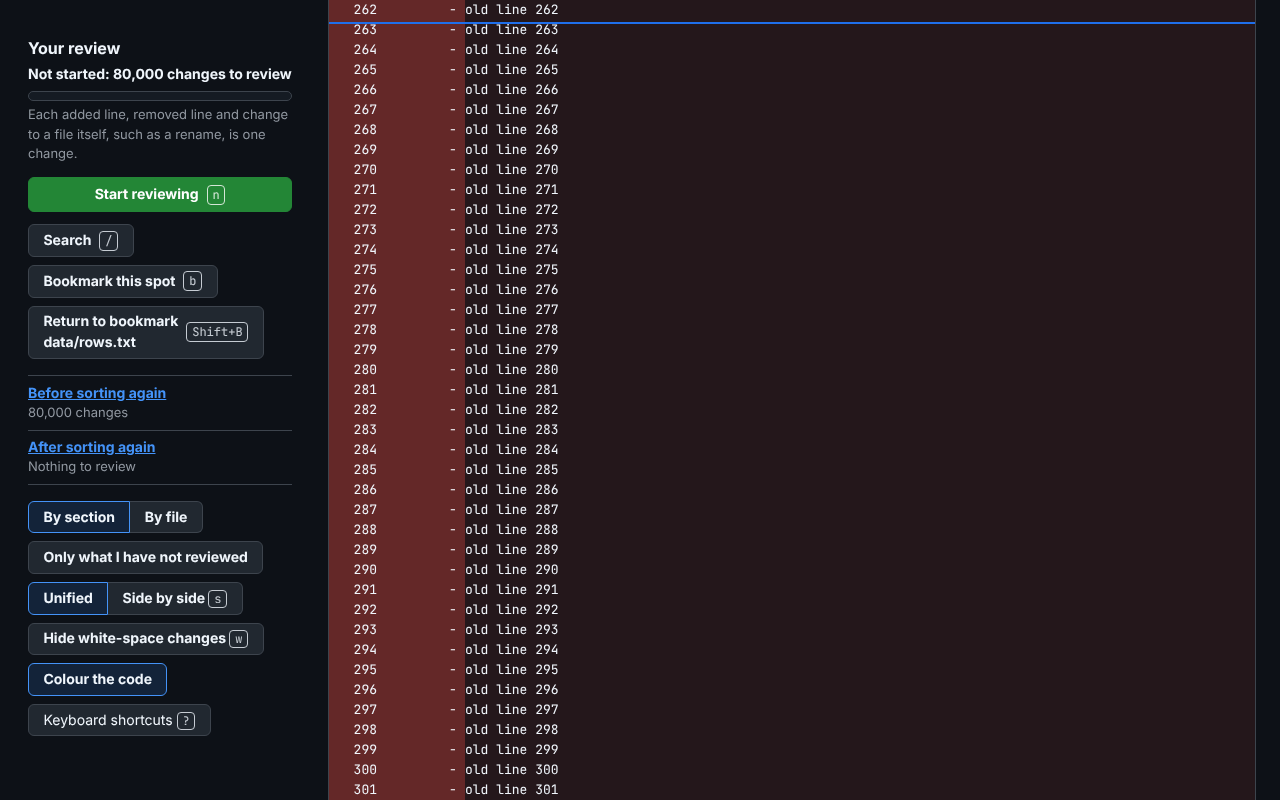 Your review
Not started: 80,000 changes to review
Each added line, removed line and change
to a file itself, such as a rename, is one
change.
Start reviewing n
Search /
Bookmark this spot b
Return to bookmark
data/rows.txt Shift+B
Before sorting again
80,000 changes
After sorting again
Nothing to review
By section By file
Only what I have not reviewed
Unified Side by side s
Hide white-space changes w
Colour the code
Keyboard shortcuts ?
262 - old line 262
263 - old line 263
264 - old line 264
265 - old line 265
266 - old line 266
267 - old line 267
268 - old line 268
269 - old line 269
270 - old line 270
271 - old line 271
272 - old line 272
273 - old line 273
274 - old line 274
275 - old line 275
276 - old line 276
277 - old line 277
278 - old line 278
279 - old line 279
280 - old line 280
281 - old line 281
282 - old line 282
283 - old line 283
284 - old line 284
285 - old line 285
286 - old line 286
287 - old line 287
288 - old line 288
289 - old line 289
290 - old line 290
291 - old line 291
292 - old line 292
293 - old line 293
294 - old line 294
295 - old line 295
296 - old line 296
297 - old line 297
298 - old line 298
299 - old line 299
300 - old line 300
301 - old line 301